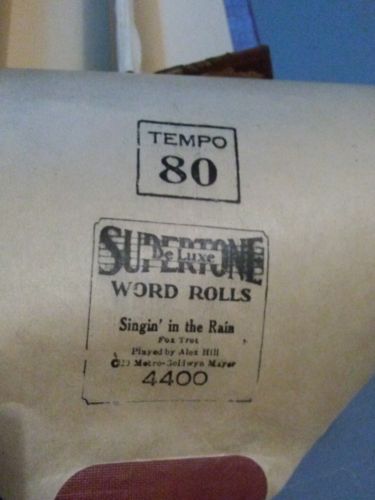 TEMPO
80
SUPERTONE
De Luxe
WORD ROLLS
Singin' in the Rain
Fox Trot
Played by Alex Hill
©29 Metro-Goldwyn Mayer
4400